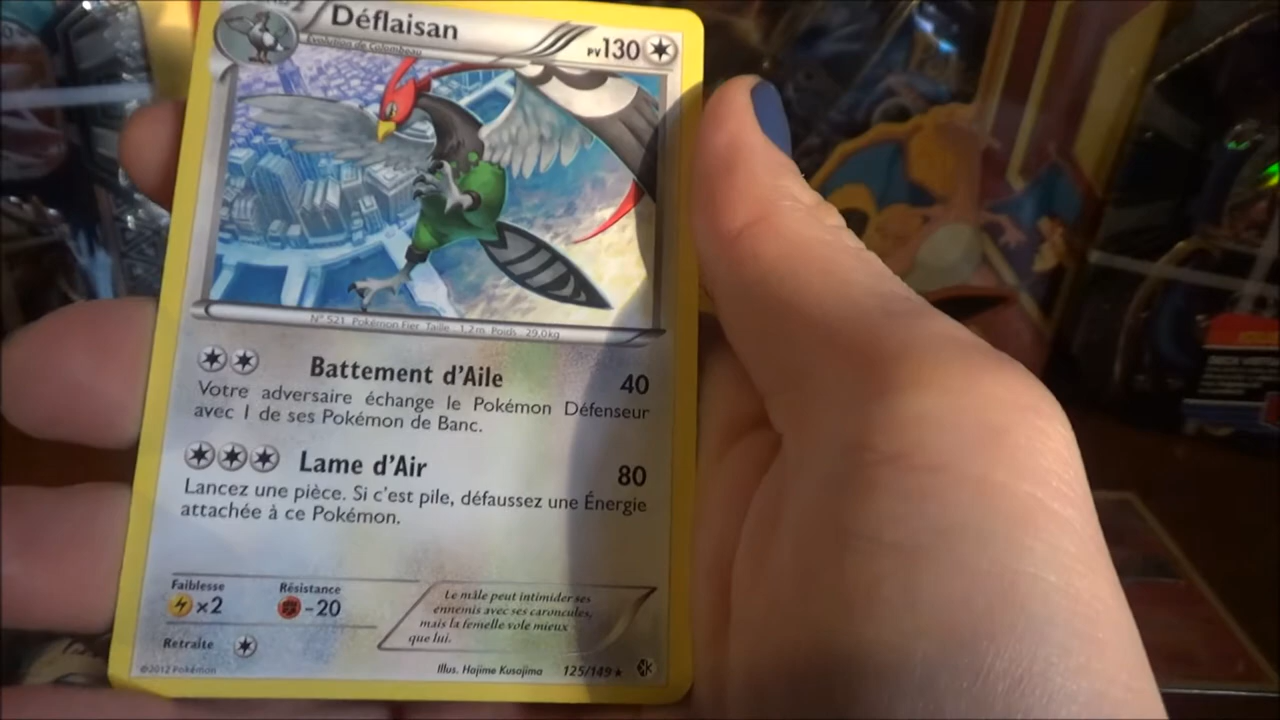 Déflaisan
Évolution de Colombeau
PV130
N° 521 Pokémon Fier Taille : 1,2m. Poids : 29,0kg
Battement d'Aile 40
Votre adversaire échange le Pokémon Défenseur
avec 1 de ses Pokémon de Banc.
Lame d'Air 80
Lancez une pièce. Si c'est pile, défaussez une Énergie
attachée à ce Pokémon.
Faiblesse
×2
Résistance
-20
Retraite
Le mâle peut intimider ses
ennemis avec ses caroncules,
mais la femelle vole mieux
que lui.
©2012 Pokémon
Illus. Hajime Kusajima
125/149★